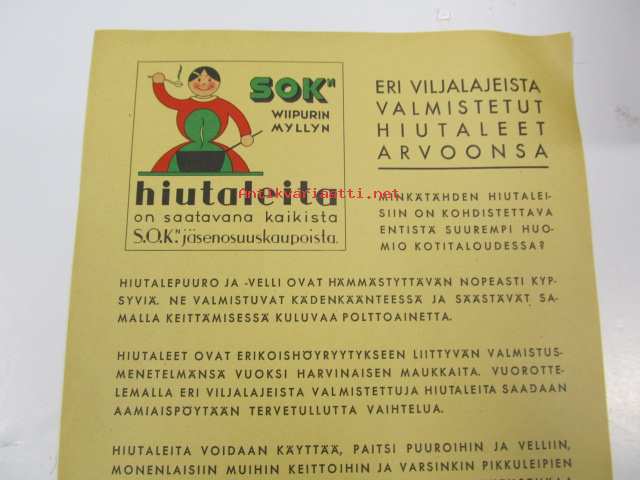 SOK"
WIIPURIN
MYLLYN
hiutaleita
on saatavana kaikista
S.O.K:" jäsenosuuskaupoista.
ERI VILJALAJEISTA
VALMISTETUT
HIUTALEET
ARVOONSA
Antikvariaatti.net
MINKÄTÄHDEN HIUTALEI-
SIIN ON KOHDISTETTAVA
ENTISTÄ SUUREMPI HUO-
MIO KOTITALOUDESSA?
HIUTALEPUURO JA -VELLI OVAT HÄMMÄSTYTTÄVÄN NOPEASTI KYP-
SYVIÄ. NE VALMISTUVAT KÄDENKÄÄNTEESSÄ JA SÄÄSTÄVÄT SA-
MALLA KEITTÄMISESSÄ KULUVAA POLTTOAINETTA.
HIUTALEET OVAT ERIKOISHÖYRYYTYKSEEN LIITTYVÄN VALMISTUS-
MENETELMÄNSÄ VUOKSI HARVINAISEN MAUKKAITA. VUOROTTE-
LEMALLA ERI VILJALAJEISTA VALMISTETTUJA HIUTALEITA SAADAAN
AAMIAISPÖYTÄÄN TERVETULLUTTA VAIHTELUA.
HIUTALEITA VOIDAAN KÄYTTÄÄ, PAITSI PUUROIHIN JA VELLIIN,
MONENLAISIIN MUIHIN KEITTOIHIN JA VARSINKIN PIKKULEIPIEN